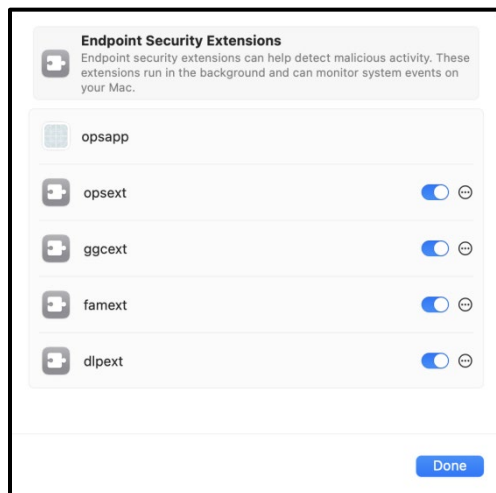 Endpoint Security Extensions
Endpoint security extensions can help detect malicious activity. These
extensions run in the background and can monitor system events on
your Mac.
opsapp
opsext
ggcext
famext
dlpext
Done